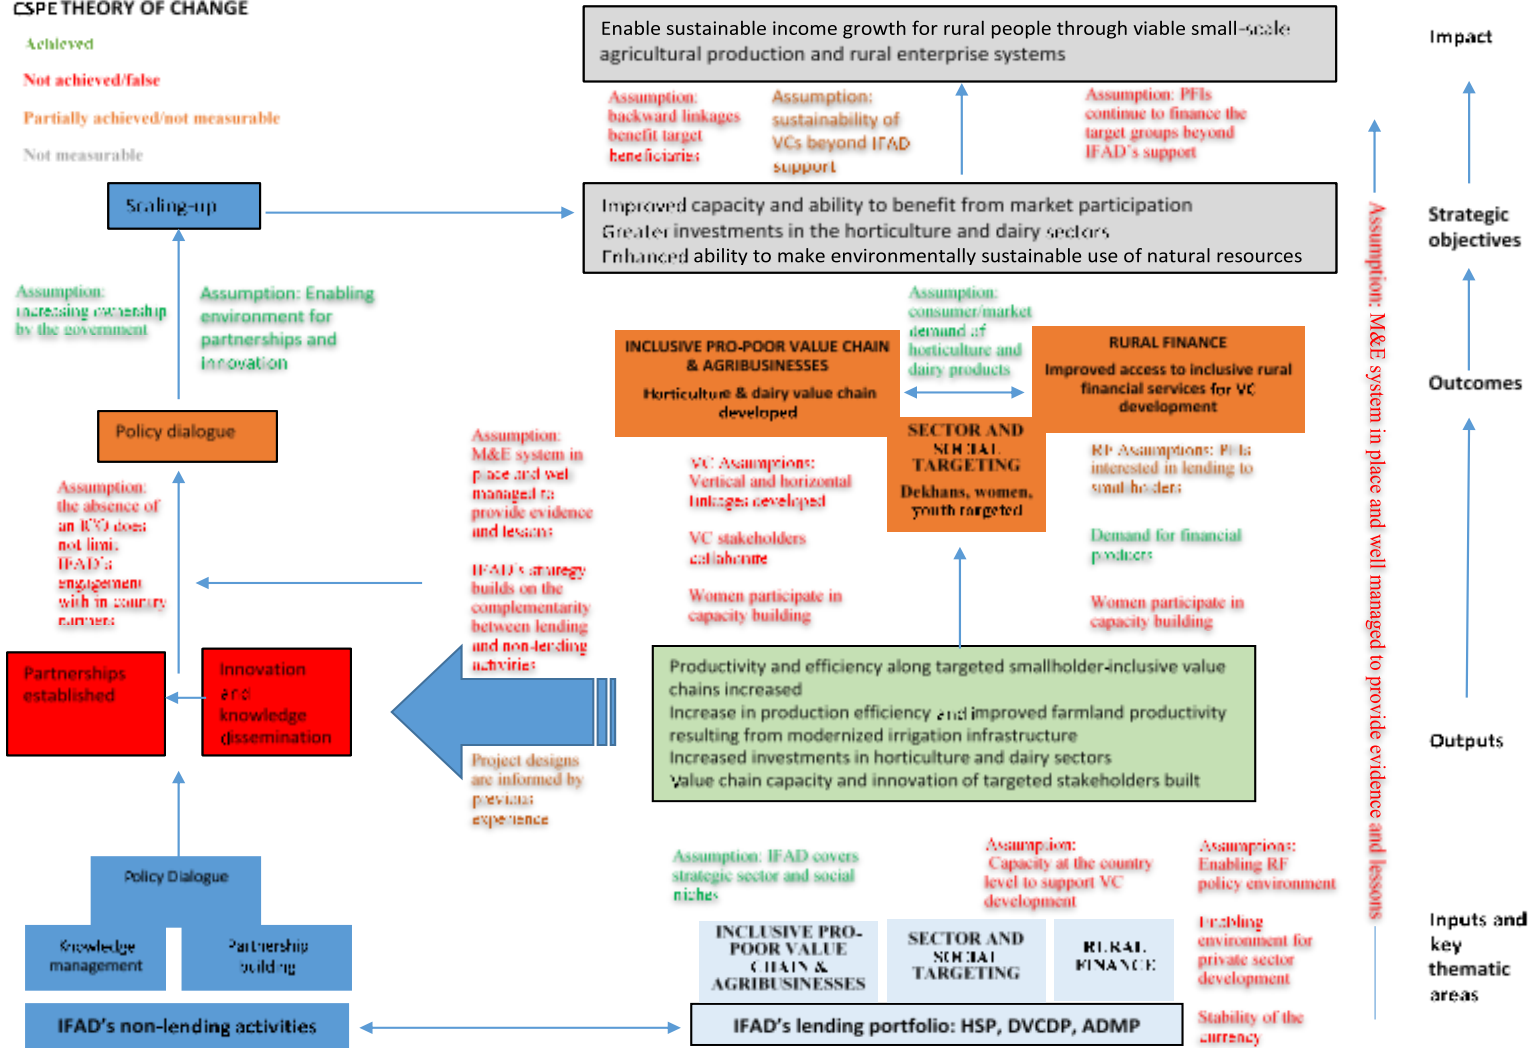 CSPE THEORY OF CHANGE
Achieved
Not achieved/false
Partially achieved/not measurable
Not measurable
Enable sustainable income growth for rural people through viable small-scale
agricultural production and rural enterprise systems
Impact
Assumption:
backward linkages
benefit target
beneficiaries
Assumption:
sustainability of
VCs beyond IFAD
support
Assumption: PFIs
continue to finance the
target groups beyond
IFAD's support
Scaling-up
Improved capacity and ability to benefit from market participation
Greater investments in the horticulture and dairy sectors
Enhanced ability to make environmentally sustainable use of natural resources
Strategic
objectives
Assumption:
increasing ownership
by the government
Assumption: Enabling
environment for
partnerships and
innovation
Assumption:
consumer/market
demand of
horticulture and
dairy products
INCLUSIVE PRO-POOR VALUE CHAIN
& AGRIBUSINESSES
Horticulture & dairy value chain
developed
RURAL FINANCE
Improved access to inclusive rural
financial services for VC
development
Outcomes
SECTOR AND
SOCIAL
TARGETING
Dekhans, women,
youth targeted
Policy dialogue
Assumption:
M&E system in
place and well
managed to
provide evidence
and lessons
IFAD's strategy
builds on the
complementarity
between lending
and non-lending
activities
VC Assumptions:
Vertical and horizontal
linkages developed
VC stakeholders
collaborate
Women participate in
capacity building
RF Assumptions: PFIs
interested in lending to
smallholders
Demand for financial
products
Women participate in
capacity building
Assumption:
the absence of
an ICO does
not limit
IFAD's
engagement
with in country
partners
Assumption: M&E system in place and well managed to provide evidence and lessons
Partnerships
established
Innovation
and
knowledge
dissemination
Productivity and efficiency along targeted smallholder-inclusive value
chains increased
Increase in production efficiency and improved farmland productivity
resulting from modernized irrigation infrastructure
Increased investments in horticulture and dairy sectors
Value chain capacity and innovation of targeted stakeholders built
Outputs
Project designs
are informed by
previous
experience
Policy Dialogue
Knowledge
management
Partnership
building
IFAD's non-lending activities
Assumption: IFAD covers
strategic sector and social
niches
Assumption:
Capacity at the country
level to support VC
development
Assumptions:
Enabling RF
policy environment
Enabling
environment for
private sector
development
Stability of the
currency
INCLUSIVE PRO-
POOR VALUE
CHAIN &
AGRIBUSINESSES
SECTOR AND
SOCIAL
TARGETING
RURAL
FINANCE
IFAD's lending portfolio: HSP, DVCDP, ADMP
Inputs and
key
thematic
areas